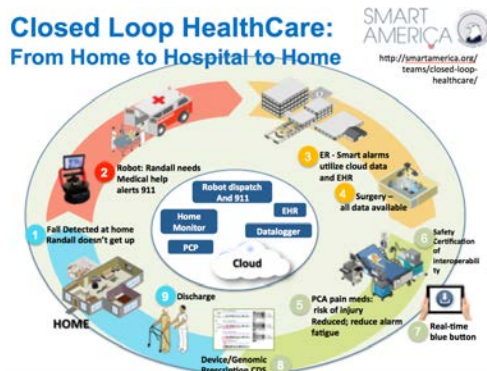 Closed Loop HealthCare:
From Home to Hospital to Home
SMART
AMERICA
http://smartamerica.org/
teams/closed-loop-
healthcare/
1
Fall Detected at home
Randall doesn't get up
2
Robot: Randall needs
Medical help
alerts 911
3
ER - Smart alarms
utilize cloud data
and EHR
4
Surgery –
all data available
Robot dispatch
And 911
Home
Monitor
EHR
Datalogger
PCP
Cloud
5
PCA pain meds:
risk of injury
Reduced; reduce alarm
fatigue
6
Safety
Certification
of
interoperabili
ty
7
Real-time
blue button
8
Device/Genomic
Prescription CDS
9
Discharge
HOME